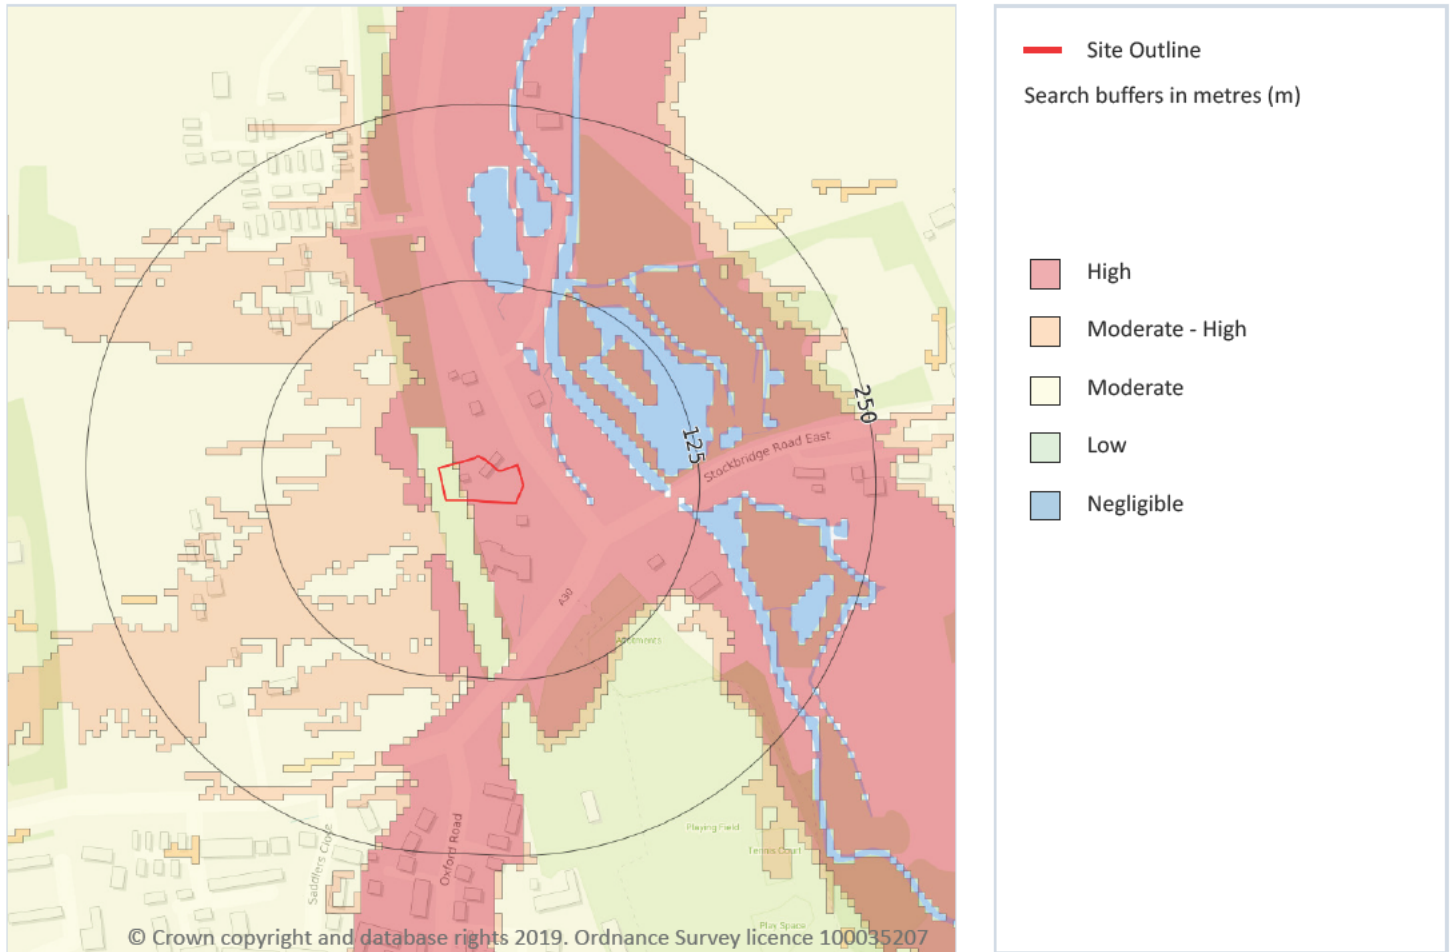 Site Outline
Search buffers in metres (m)
High
Moderate - High
Moderate
Low
Negligible
250
125
Stockbridge Road East
A30
Allotments
Playing Field
Tennis Court
Oxford Road
Saddlers Close
Play Space
© Crown copyright and database rights 2019. Ordnance Survey licence 100035207